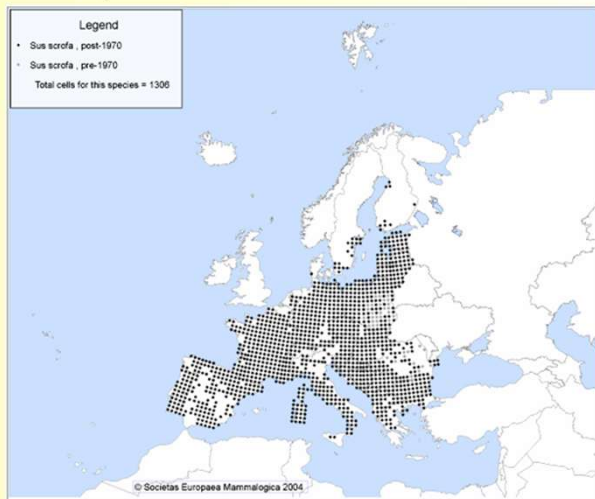 Legend
Sus scrofa , post-1970
Sus scrofa , pre-1970
Total cells for this species = 1306
© Societas Europaea Mammalogica 2004